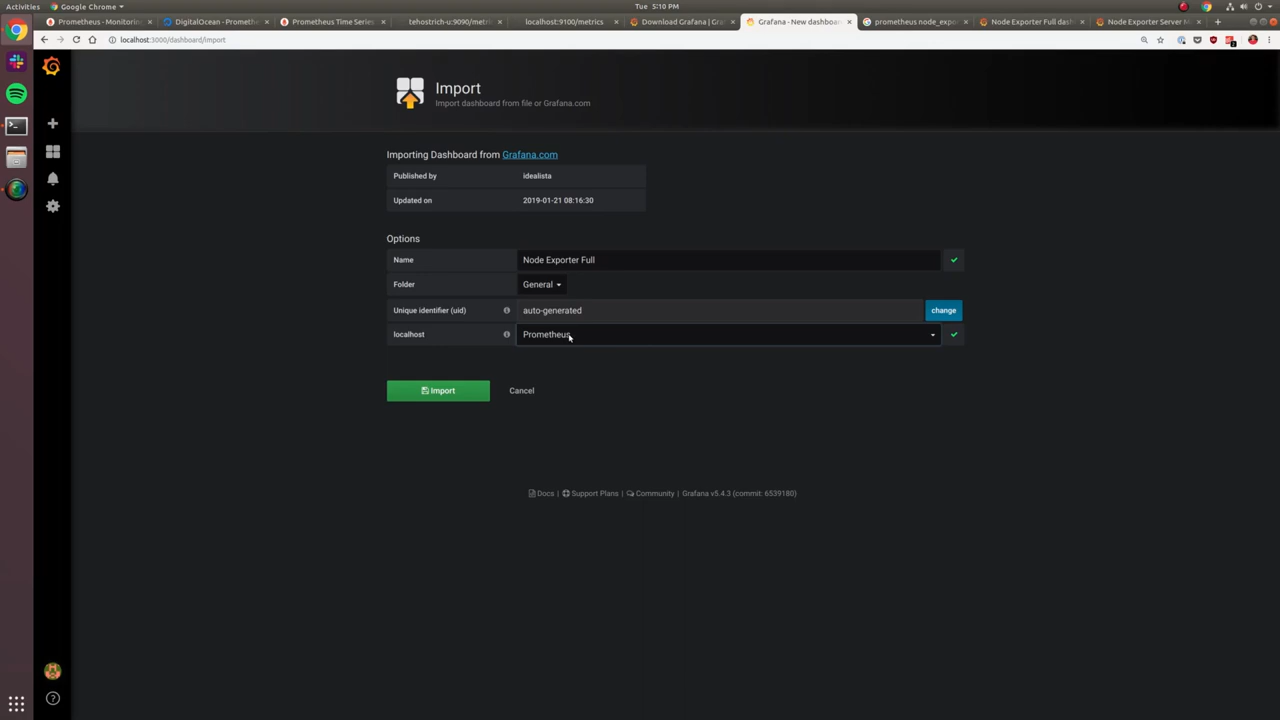 Activities
Google Chrome
Tue 5:10 PM
Prometheus - Monitorin
DigitalOcean - Promethe
Prometheus Time Series
tehostrich-u:9090/metri
localhost:9100/metrics
Download Grafana | Gra
Grafana - New dashboar
prometheus node_expo
Node Exporter Full dash
Node Exporter Server M
localhost:3000/dashboard/import
2
Import
Import dashboard from file or Grafana.com
Importing Dashboard from Grafana.com
Published by idealista
Updated on 2019-01-21 08:16:30
Options
Name Node Exporter Full
Folder General
Unique identifier (uid) auto-generated change
localhost Prometheus
Import Cancel
Docs | Support Plans | Community | Grafana v5.4.3 (commit: 6539180)